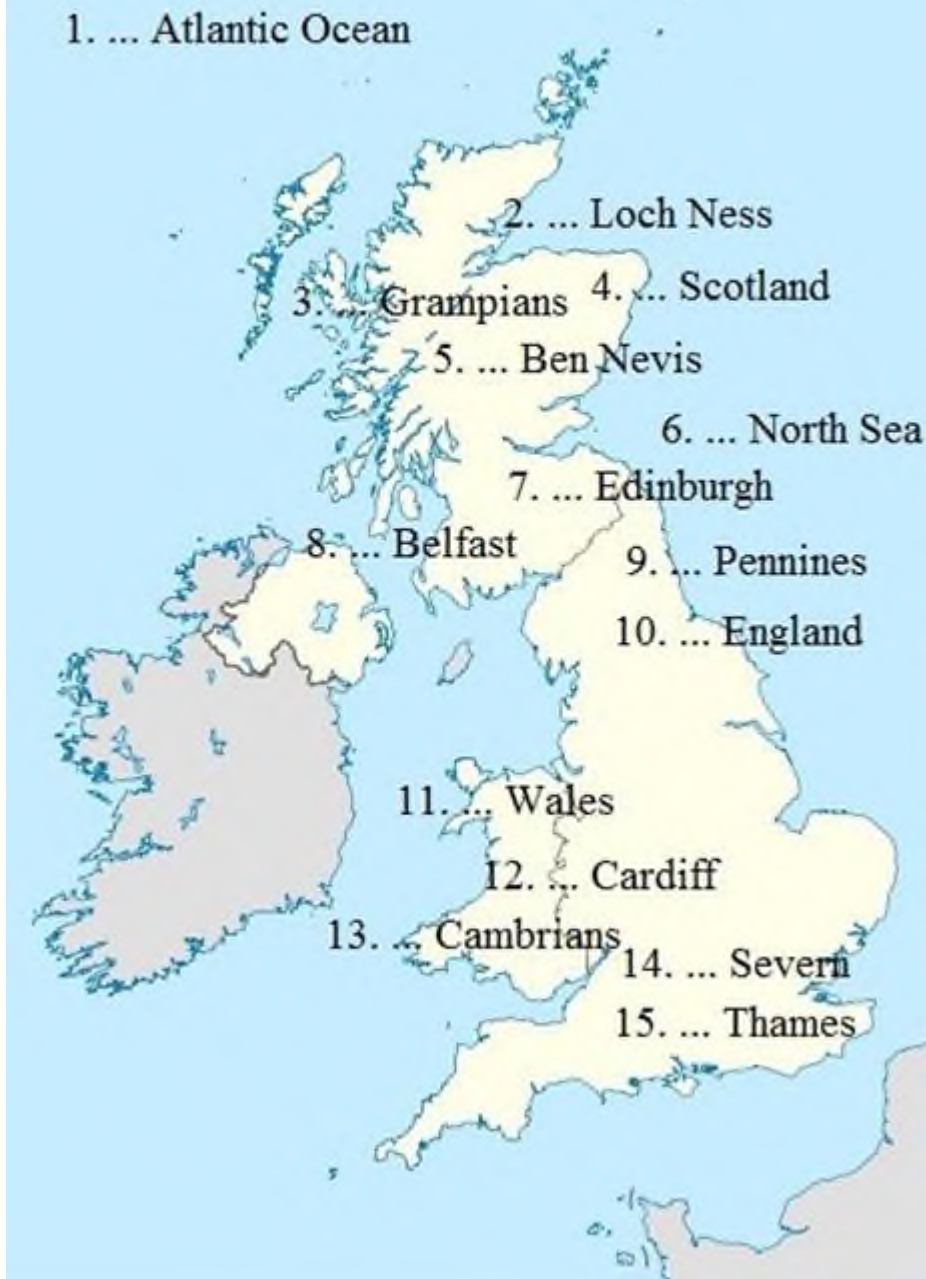 1. ... Atlantic Ocean
2. ... Loch Ness
3. ... Grampians
4. ... Scotland
5. ... Ben Nevis
6. ... North Sea
7. ... Edinburgh
8. ... Belfast
9. ... Pennines
10. ... England
11. ... Wales
12. ... Cardiff
13. ... Cambrians
14. ... Severn
15. ... Thames